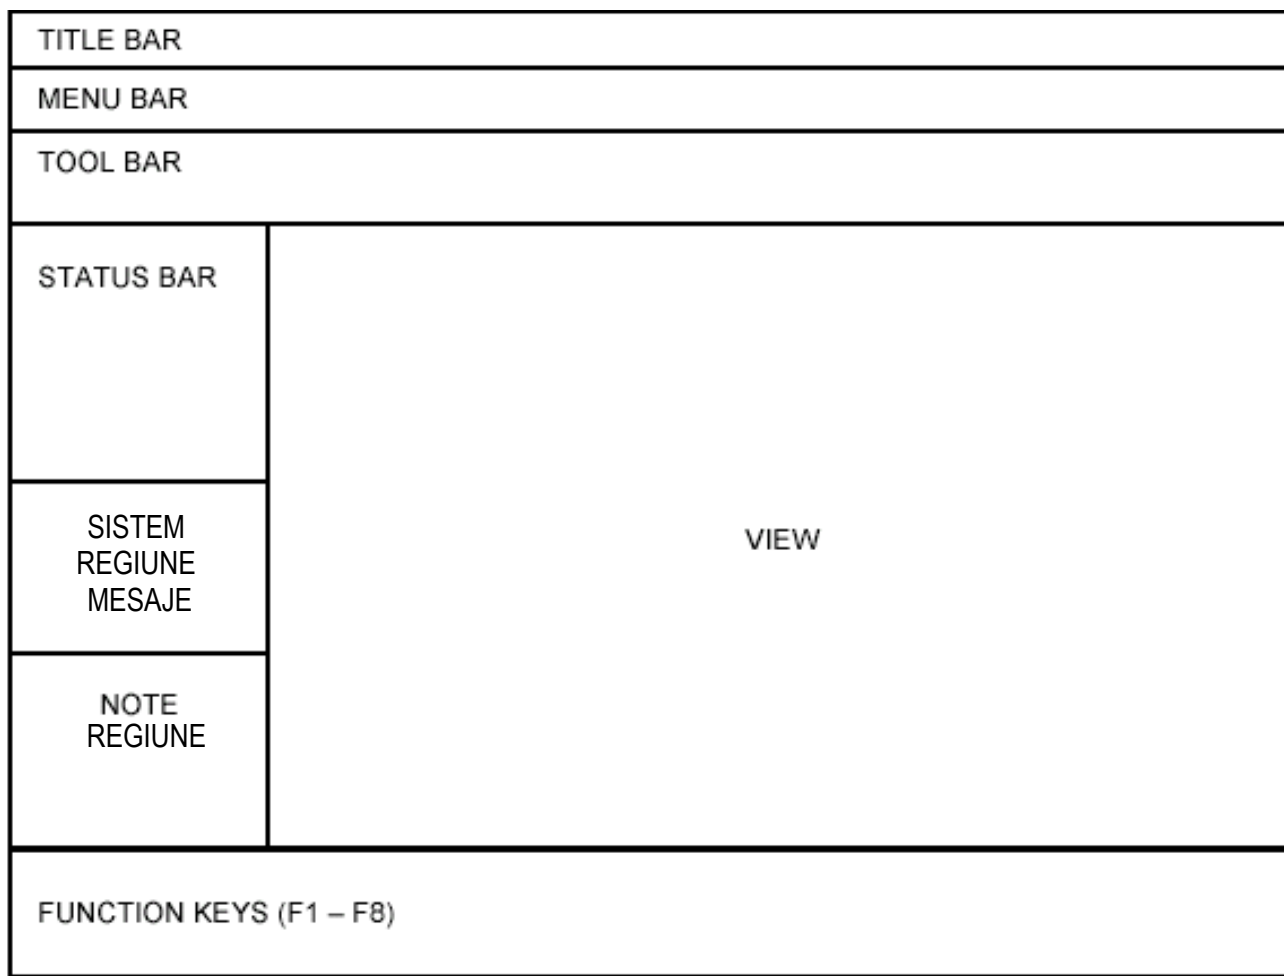 TITLE BAR
MENU BAR
TOOL BAR
STATUS BAR
SISTEM
REGIUNE
MESAJE
VIEW
NOTE
REGIUNE
FUNCTION KEYS (F1 – F8)